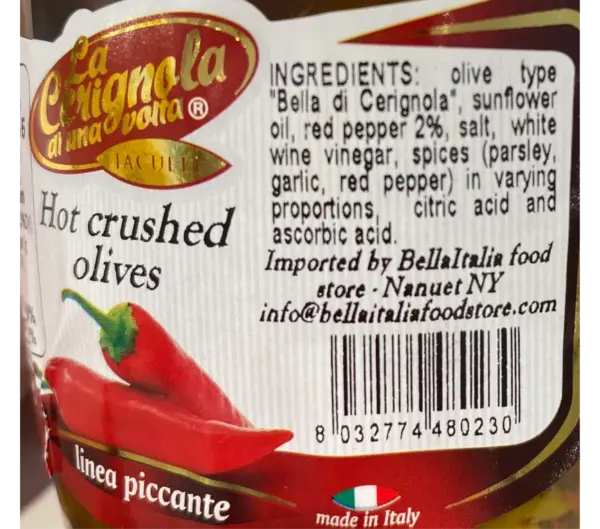 La
Cerignola
di una volta ®
IACULLI
Hot crushed
olives
INGREDIENTS: olive type
"Bella di Cerignola", sunflower
oil, red pepper 2%, salt, white
wine vinegar, spices (parsley,
garlic, red pepper) in varying
proportions, citric acid and
ascorbic acid.
Imported by BellaItalia food
store - Nanuet NY
info@bellaitaliafoodstore.com
8 032774 480230
linea piccante
made in Italy